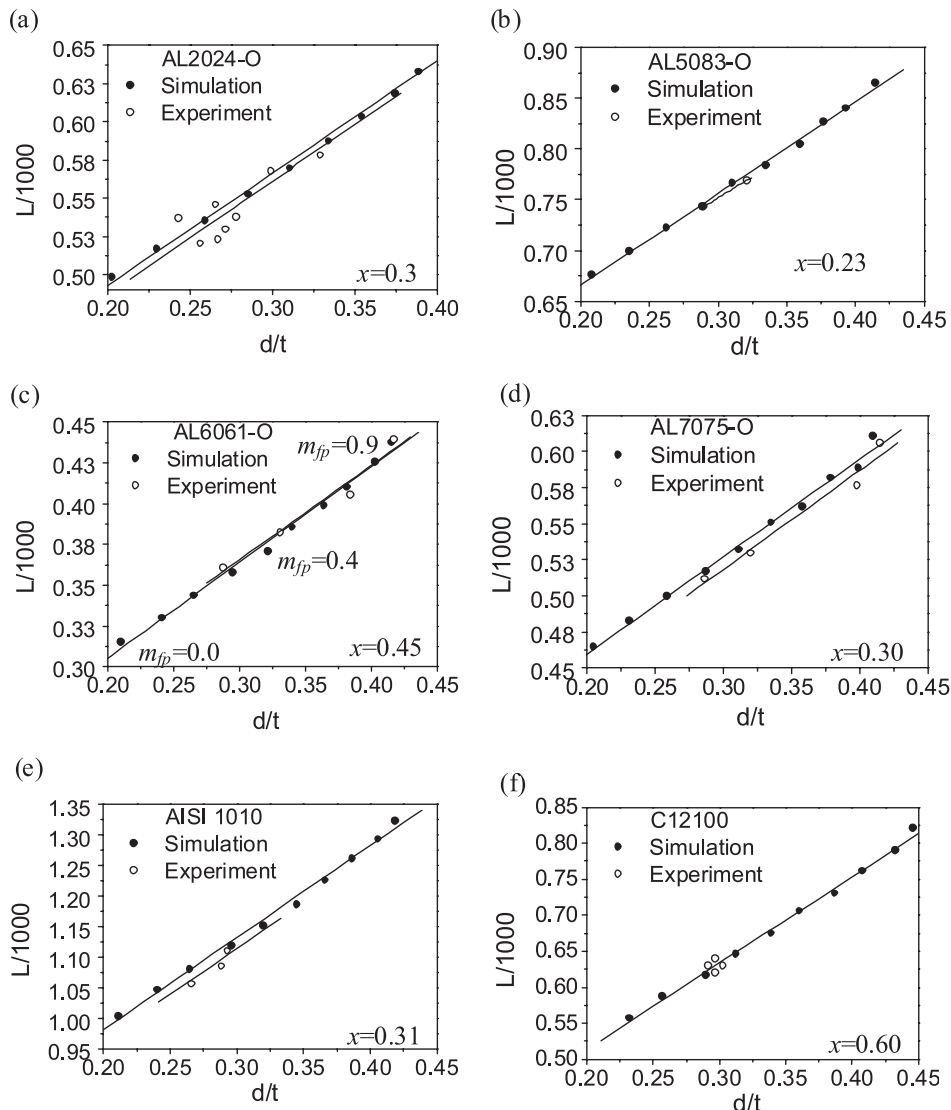 (a)
AL2024-O
Simulation
Experiment
x=0.3
L/1000
0.65
0.63
0.60
0.58
0.55
0.53
0.50
0.20 0.25 0.30 0.35 0.40
d/t
(b)
AL5083-O
Simulation
Experiment
x=0.23
L/1000
0.90
0.85
0.80
0.75
0.70
0.65
0.20 0.25 0.30 0.35 0.40 0.45
d/t
(c)
AL6061-O
Simulation
Experiment
mfp=0.9
mfp=0.4
mfp=0.0
x=0.45
L/1000
0.45
0.43
0.40
0.38
0.35
0.33
0.30
0.20 0.25 0.30 0.35 0.40 0.45
d/t
(d)
AL7075-O
Simulation
Experiment
x=0.30
L/1000
0.63
0.60
0.58
0.55
0.53
0.50
0.48
0.45
0.20 0.25 0.30 0.35 0.40 0.45
d/t
(e)
AISI 1010
Simulation
Experiment
x=0.31
L/1000
1.35
1.30
1.25
1.20
1.15
1.10
1.05
1.00
0.95
0.20 0.25 0.30 0.35 0.40 0.45
d/t
(f)
C12100
Simulation
Experiment
x=0.60
L/1000
0.85
0.80
0.75
0.70
0.65
0.60
0.55
0.50
0.20 0.25 0.30 0.35 0.40 0.45
d/t